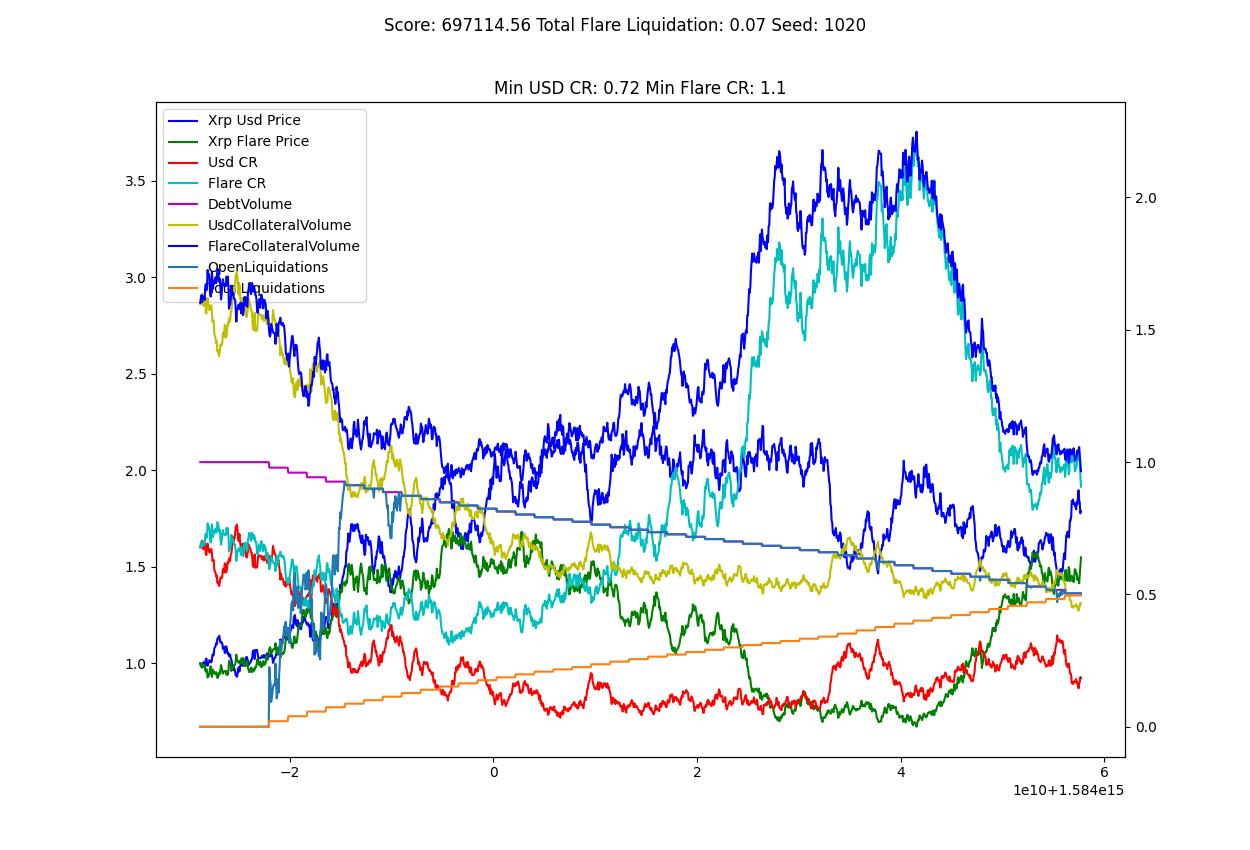 Score: 697114.56 Total Flare Liquidation: 0.07 Seed: 1020
Min USD CR: 0.72 Min Flare CR: 1.1
Xrp Usd Price
Xrp Flare Price
Usd CR
Flare CR
DebtVolume
UsdCollateralVolume
FlareCollateralVolume
OpenLiquidations
Liquidations
3.5
3.0
2.5
2.0
1.5
1.0
2.0
1.5
1.0
0.5
0.0
−2
0
2
4
6
1e10+1.584e15